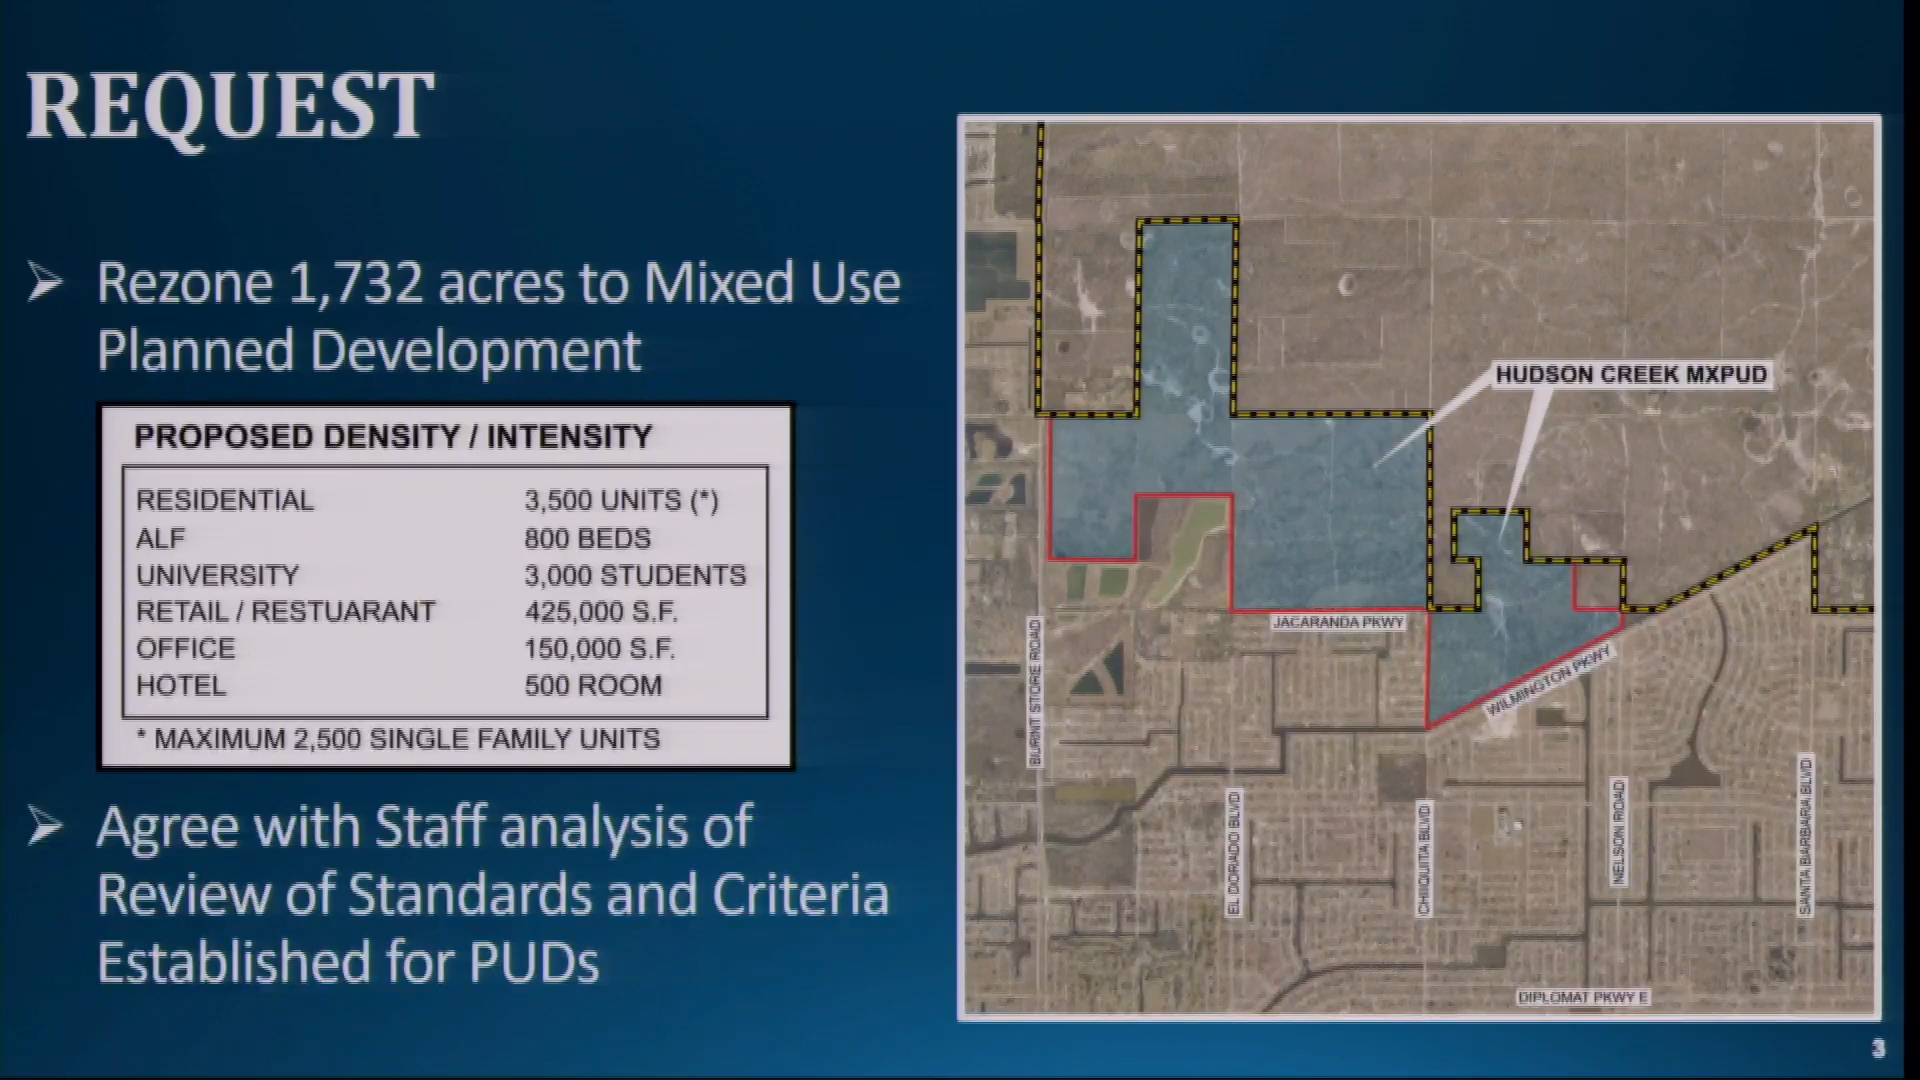 REQUEST
➢ Rezone 1,732 acres to Mixed Use
Planned Development
PROPOSED DENSITY / INTENSITY
RESIDENTIAL 3,500 UNITS (*)
ALF 800 BEDS
UNIVERSITY 3,000 STUDENTS
RETAIL / RESTUARANT 425,000 S.F.
OFFICE 150,000 S.F.
HOTEL 500 ROOM
* MAXIMUM 2,500 SINGLE FAMILY UNITS
➢ Agree with Staff analysis of
Review of Standards and Criteria
Established for PUDs
HUDSON CREEK MXPUD
JACARANDA PKWY
WILMINGTON PKWY
BURNT STORE ROAD
EL DORADO BLVD
CHIQUITA BLVD
NELSON ROAD
SANTA BARBARA BLVD
DIPLOMAT PKWY E
3